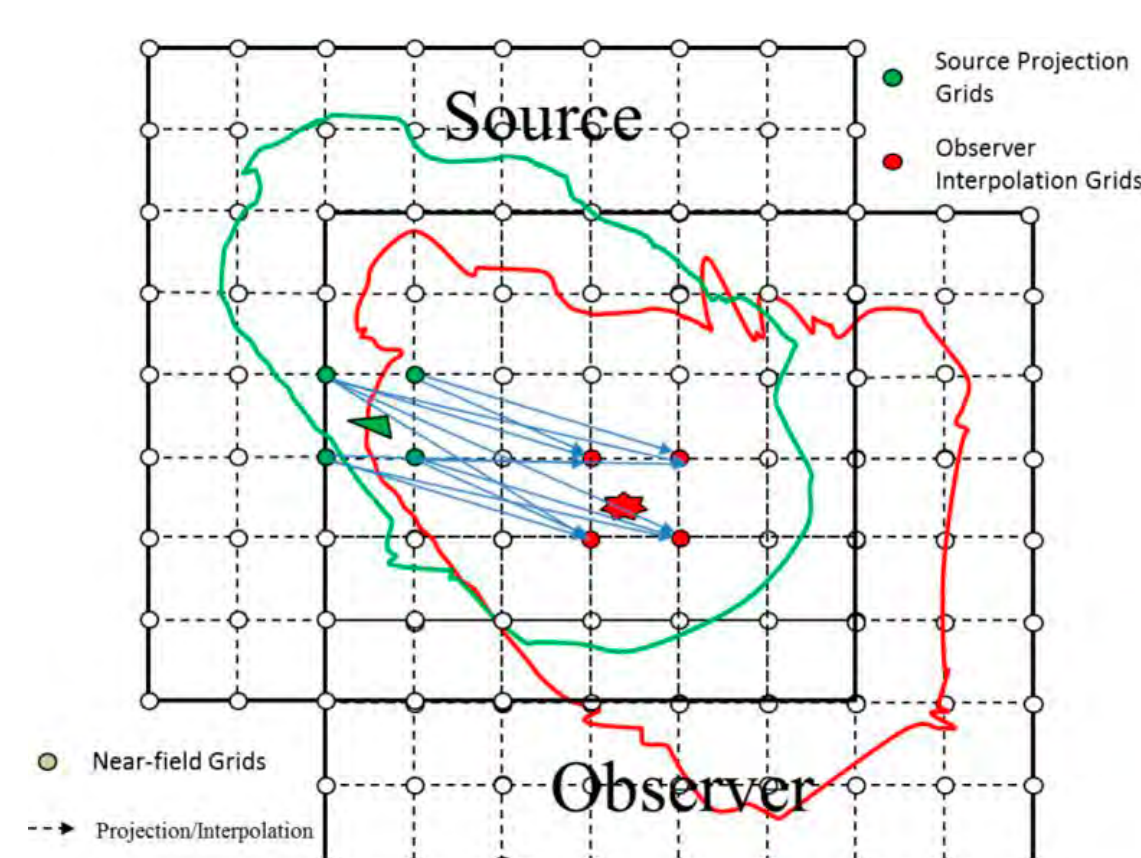 Source
Source Projection
Grids
Observer
Interpolation Grids
Near-field Grids
Projection/Interpolation
Observer